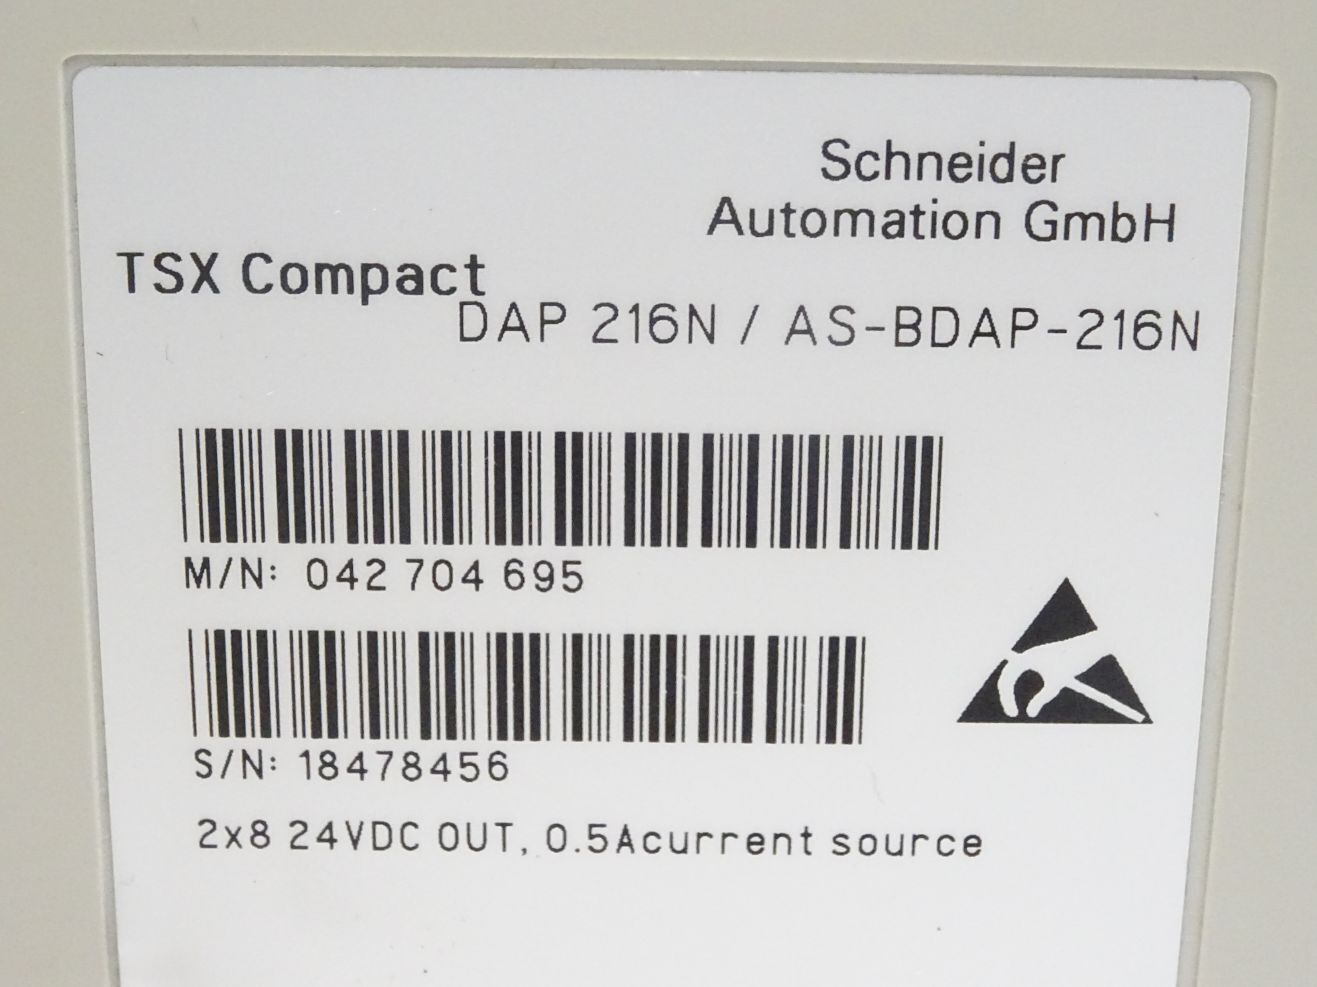 Schneider
Automation GmbH
TSX Compact
DAP 216N / AS-BDAP-216N
M/N: 042 704 695
S/N: 18478456
2x8 24VDC OUT, 0.5Acurrent source